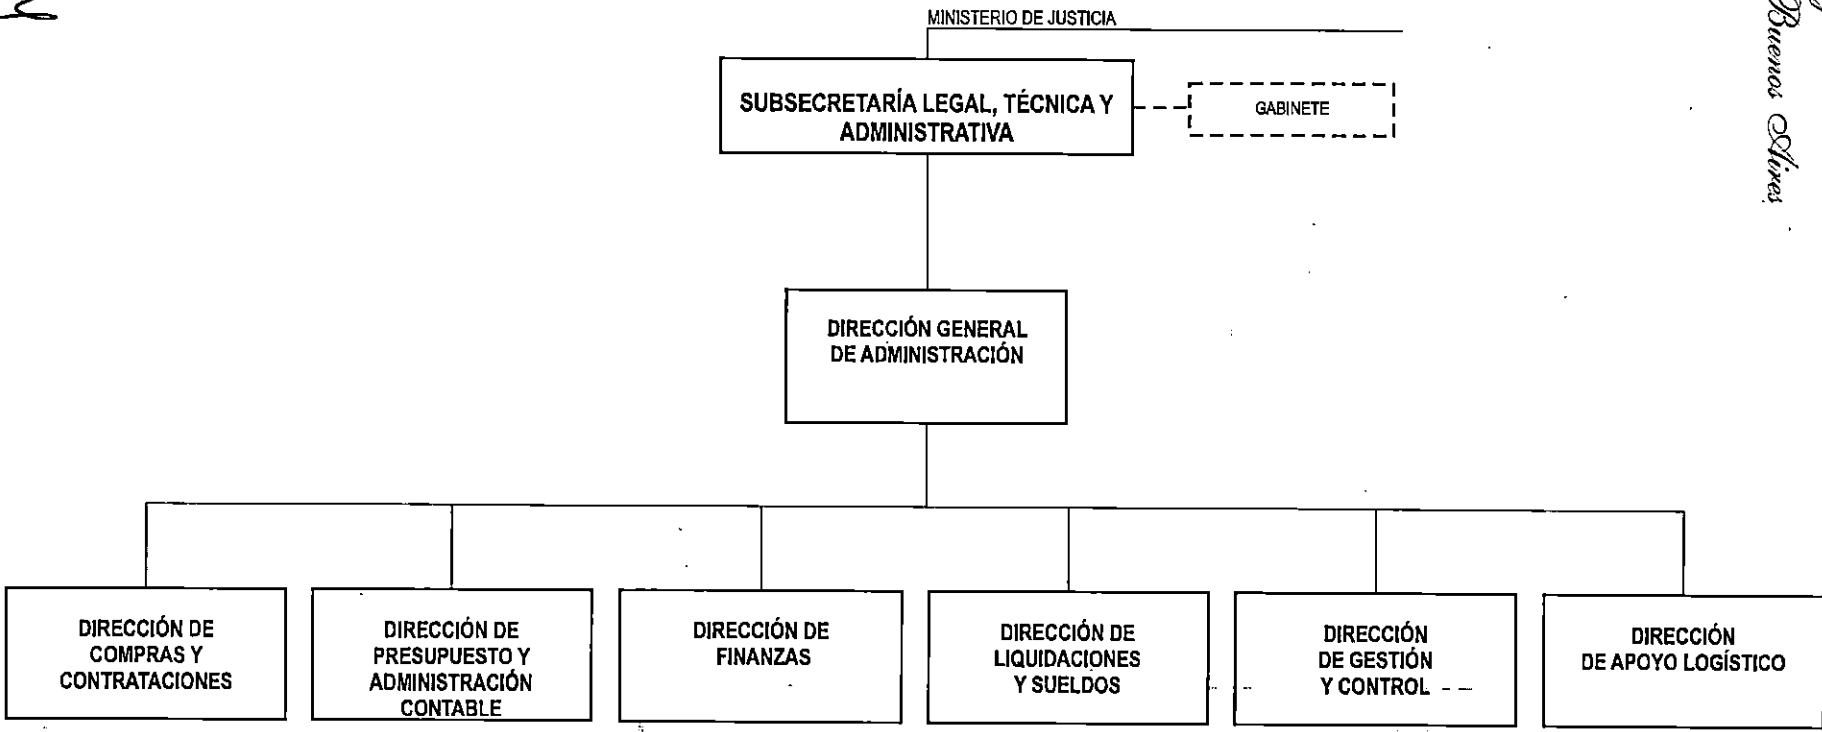 MINISTERIO DE JUSTICIA
SUBSECRETARÍA LEGAL, TÉCNICA Y
ADMINISTRATIVA
GABINETE
Buenos Aires
DIRECCIÓN GENERAL
DE ADMINISTRACIÓN
DIRECCIÓN DE
COMPRAS Y
CONTRATACIONES
DIRECCIÓN DE
PRESUPUESTO Y
ADMINISTRACIÓN
CONTABLE
DIRECCIÓN DE
FINANZAS
DIRECCIÓN DE
LIQUIDACIONES
Y SUELDOS
DIRECCIÓN
DE GESTIÓN
Y CONTROL
DIRECCIÓN
DE APOYO LOGÍSTICO